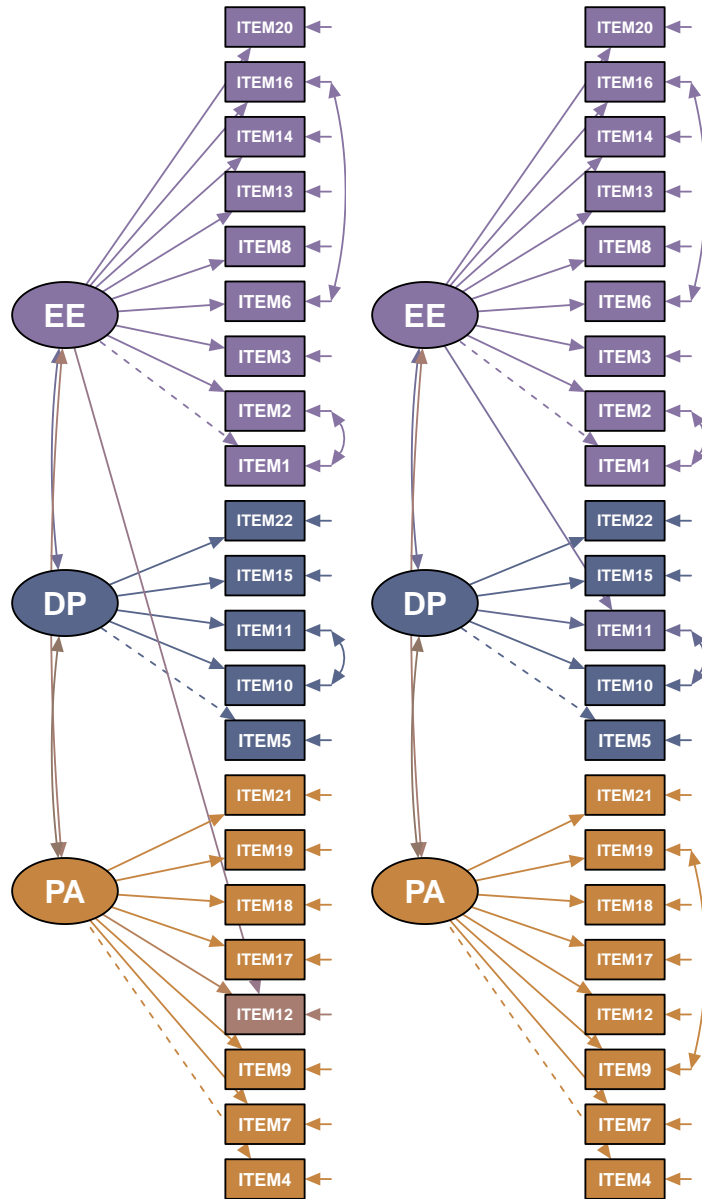 ITEM20
ITEM16
ITEM14
ITEM13
ITEM8
EE
ITEM6
ITEM3
ITEM2
ITEM1
ITEM22
ITEM15
DP
ITEM11
ITEM10
ITEM5
ITEM21
ITEM19
PA
ITEM18
ITEM17
ITEM12
ITEM9
ITEM7
ITEM4
ITEM20
ITEM16
ITEM14
ITEM13
ITEM8
EE
ITEM6
ITEM3
ITEM2
ITEM1
ITEM22
ITEM15
DP
ITEM11
ITEM10
ITEM5
ITEM21
ITEM19
PA
ITEM18
ITEM17
ITEM12
ITEM9
ITEM7
ITEM4